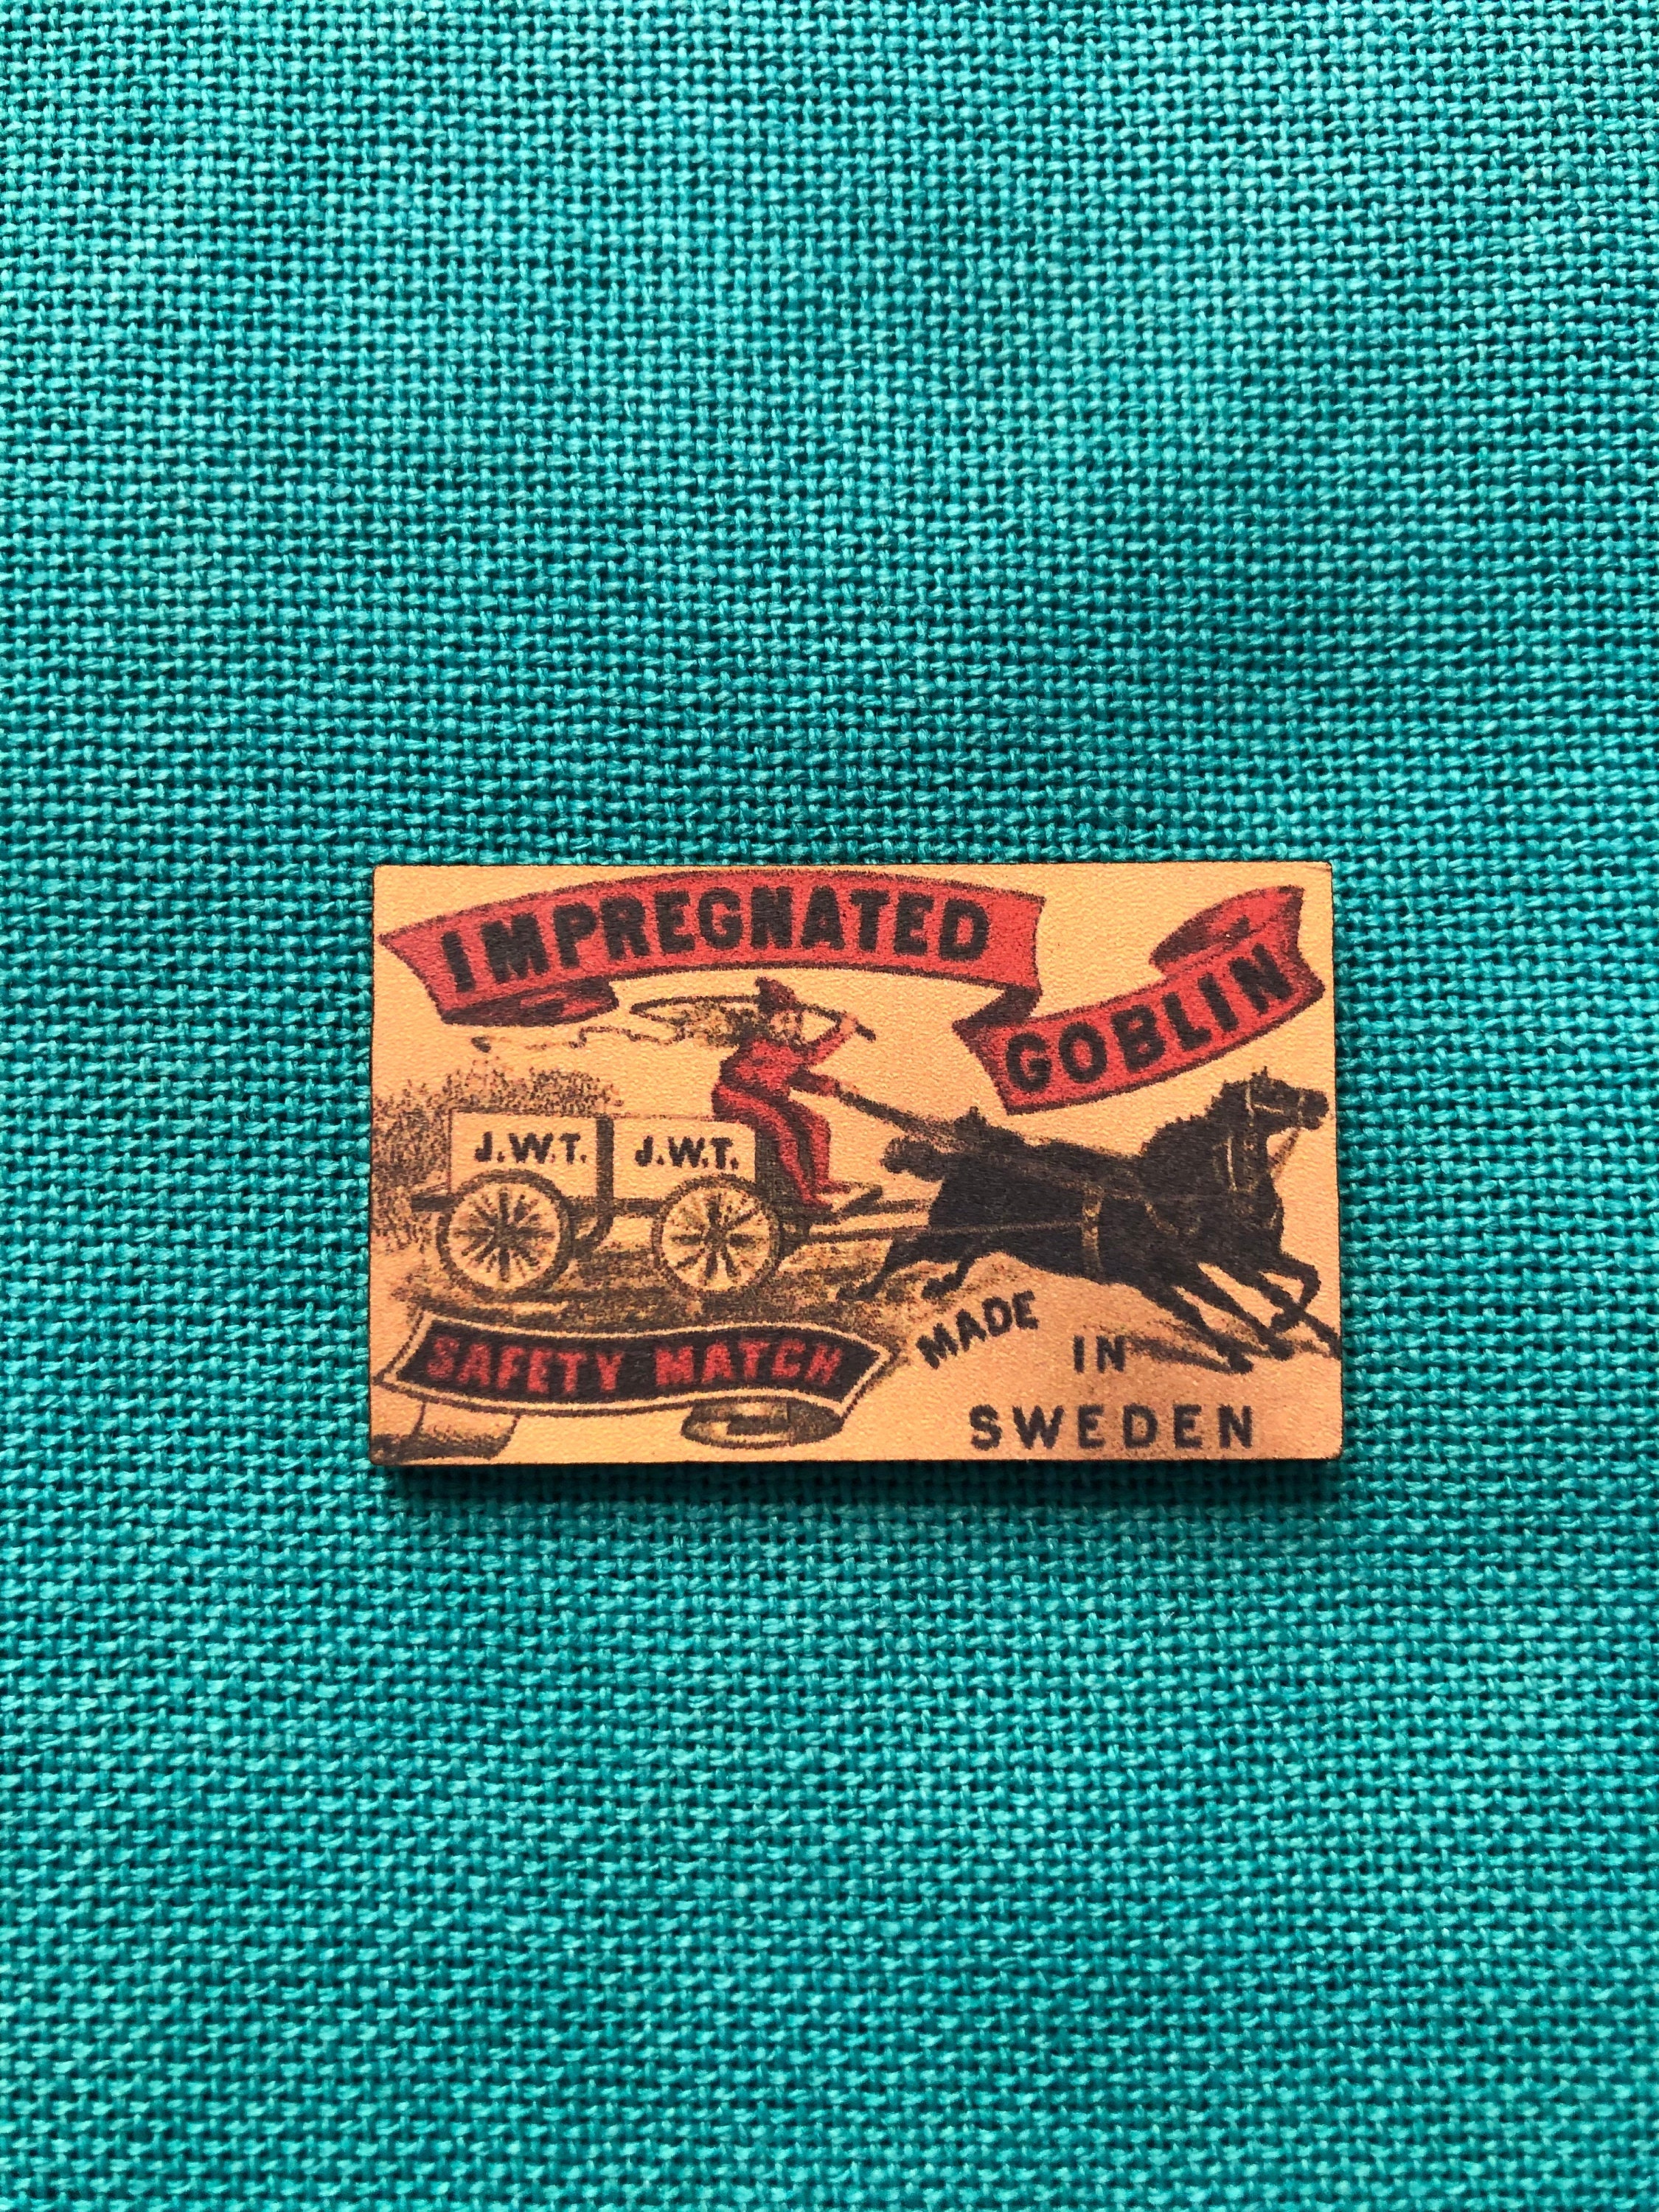 IMPREGNATED
GOBLIN
J.W.T. J.W.T.
SAFETY MATCH
MADE
IN
SWEDEN